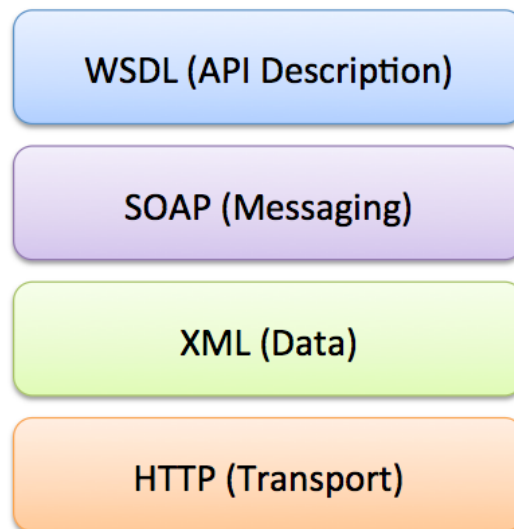 WSDL (API Description)
SOAP (Messaging)
XML (Data)
HTTP (Transport)